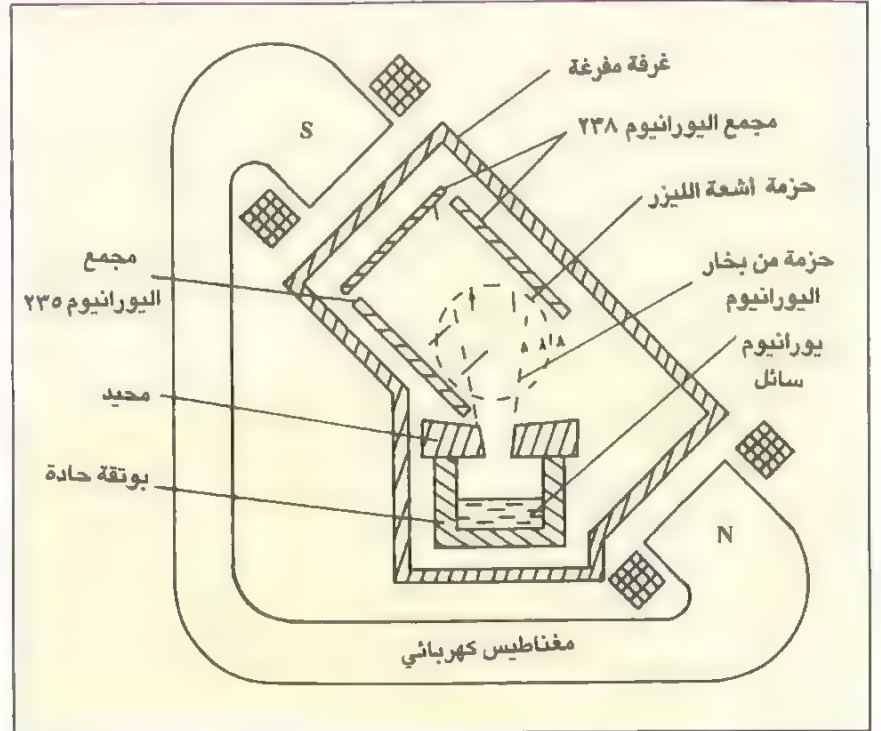 غرفة مفرغة
S
مجمع اليورانيوم ٢٣٨
حزمة أشعة الليزر
حزمة من بخار
اليورانيوم
مجمع
اليورانيوم ٢٣٥
يورانيوم
سائل
محيد
بوتقة حادة
N
مغناطيس كهربائي